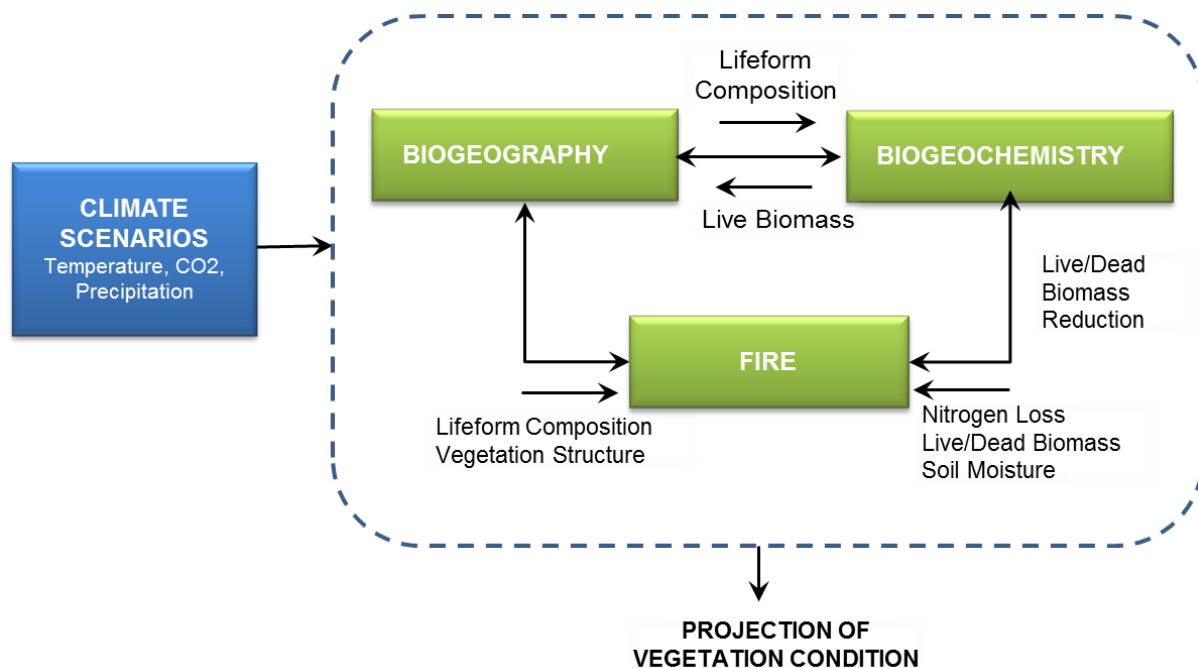 Lifeform
Composition
BIOGEOGRAPHY
BIOGEOCHEMISTRY
Live Biomass
CLIMATE
SCENARIOS
Temperature, CO2,
Precipitation
Live/Dead
Biomass
Reduction
FIRE
Lifeform Composition
Vegetation Structure
Nitrogen Loss
Live/Dead Biomass
Soil Moisture
PROJECTION OF
VEGETATION CONDITION